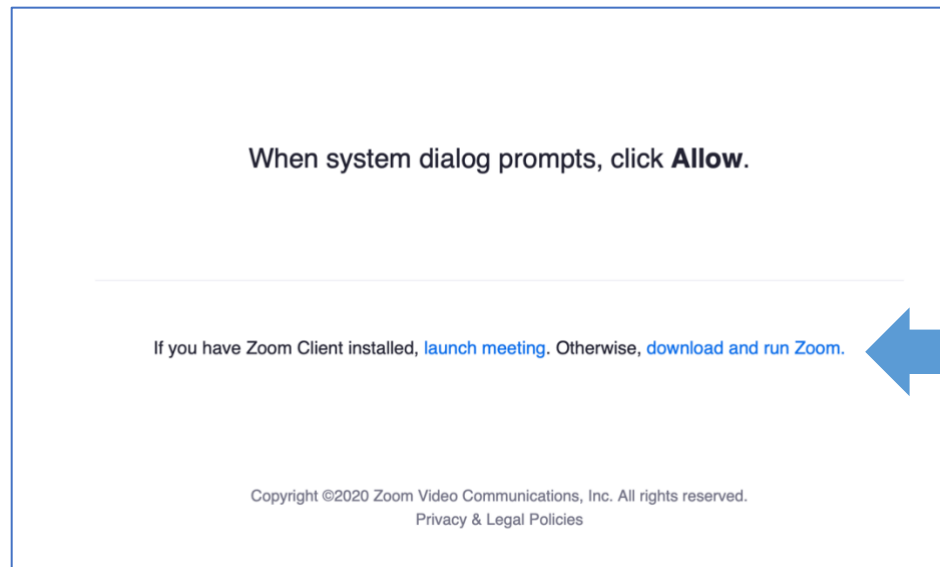 When system dialog prompts, click Allow.
If you have Zoom Client installed, launch meeting. Otherwise, download and run Zoom.
Copyright ©2020 Zoom Video Communications, Inc. All rights reserved.
Privacy & Legal Policies